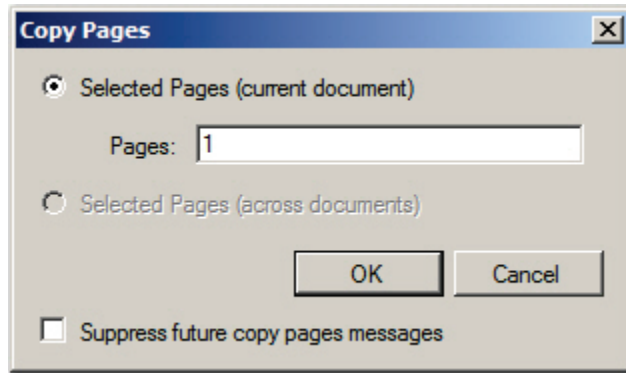 Copy Pages
Selected Pages (current document)
Pages: 1
Selected Pages (across documents)
OK Cancel
Suppress future copy pages messages